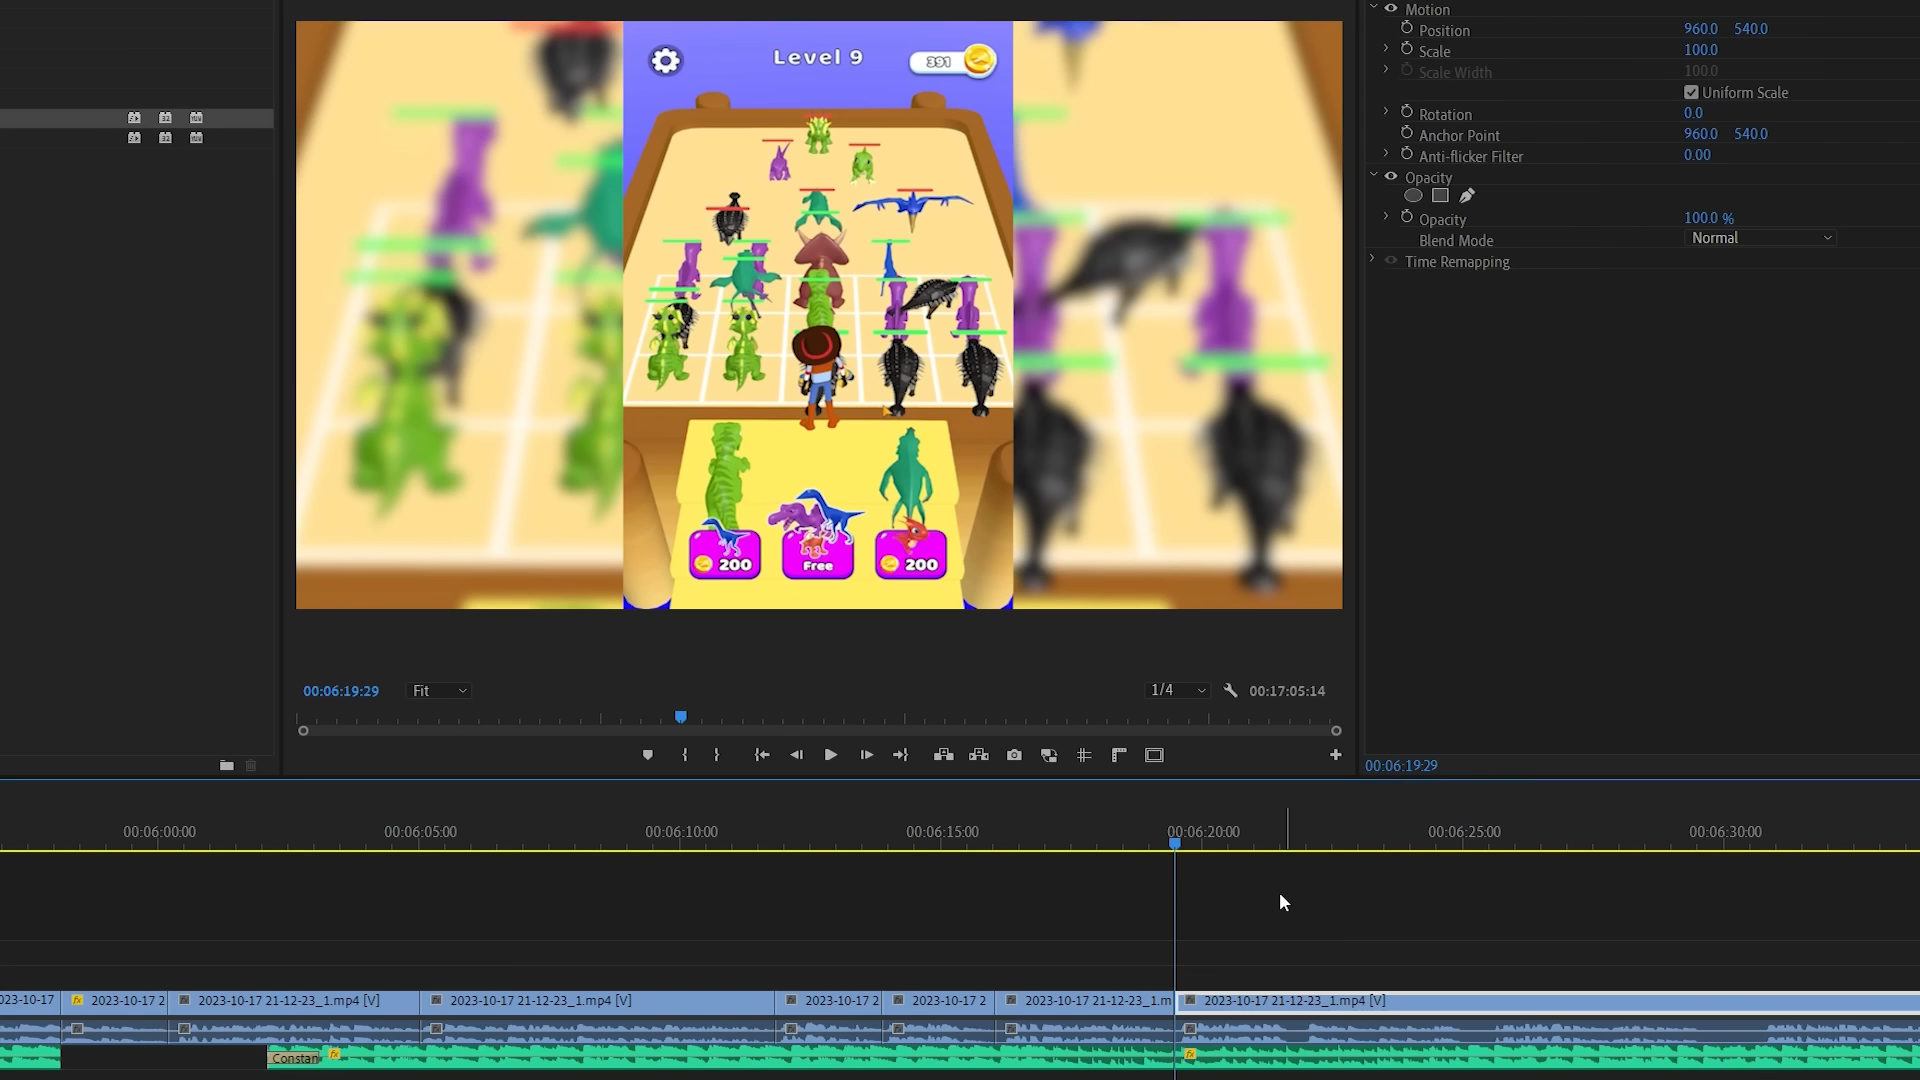 Motion
Position 960.0 540.0
Scale 100.0
Scale Width 100.0
Uniform Scale
Rotation 0.0
Anchor Point 960.0 540.0
Anti-flicker Filter 0.00
Opacity
Opacity 100.0 %
Blend Mode Normal
Time Remapping
Level 9
391
200
Free
200
00:06:19:29
Fit
1/4
00:17:05:14
00:06:19:29
00:06:00:00
00:06:05:00
00:06:10:00
00:06:15:00
00:06:20:00
00:06:25:00
00:06:30:00
023-10-17
2023-10-17 2
2023-10-17 21-12-23_1.mp4 [V]
2023-10-17 21-12-23_1.mp4 [V]
2023-10-17 2
2023-10-17 2
2023-10-17 21-12-23_1.m
2023-10-17 21-12-23_1.mp4 [V]
Constan